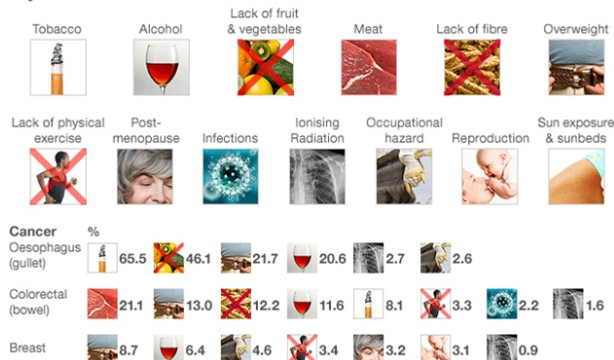 Tobacco
Alcohol
Lack of fruit
& vegetables
Meat
Lack of fibre
Overweight
Lack of physical
exercise
Post-
menopause
Infections
Ionising
Radiation
Occupational
hazard
Reproduction
Sun exposure
& sunbeds
Cancer %
Oesophagus
(gullet)
65.5 46.1 21.7 20.6 2.7 2.6
Colorectal
(bowel)
21.1 13.0 12.2 11.6 8.1 3.3 2.2 1.6
Breast 8.7 6.4 4.6 3.4 3.2 3.1 0.9